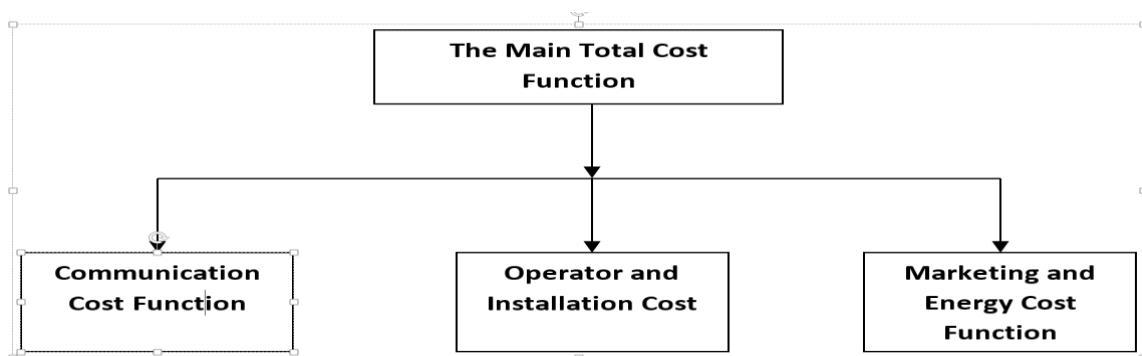 The Main Total Cost
Function
Communication
Cost Function
Operator and
Installation Cost
Marketing and
Energy Cost
Function